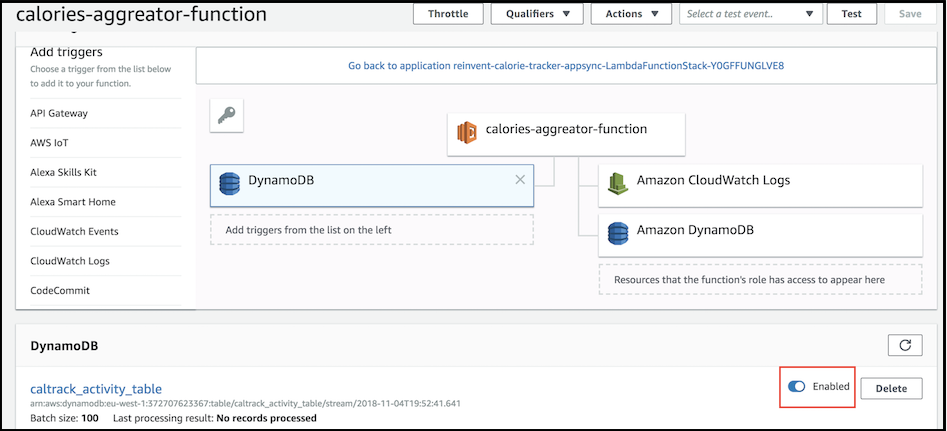 calories-aggreator-function
Throttle
Qualifiers
Actions
Select a test event..
Test
Save
Add triggers
Choose a trigger from the list below
to add it to your function.
API Gateway
AWS IoT
Alexa Skills Kit
Alexa Smart Home
CloudWatch Events
CloudWatch Logs
CodeCommit
Go back to application reinvent-calorie-tracker-appsync-LambdaFunctionStack-Y0GFFUNGLVE8
calories-aggreator-function
DynamoDB
Add triggers from the list on the left
Amazon CloudWatch Logs
Amazon DynamoDB
Resources that the function's role has access to appear here
DynamoDB
caltrack_activity_table
arn:aws:dynamodb:eu-west-1:372707623367:table/caltrack_activity_table/stream/2018-11-04T19:52:41.641
Batch size: 100 Last processing result: No records processed
Enabled
Delete